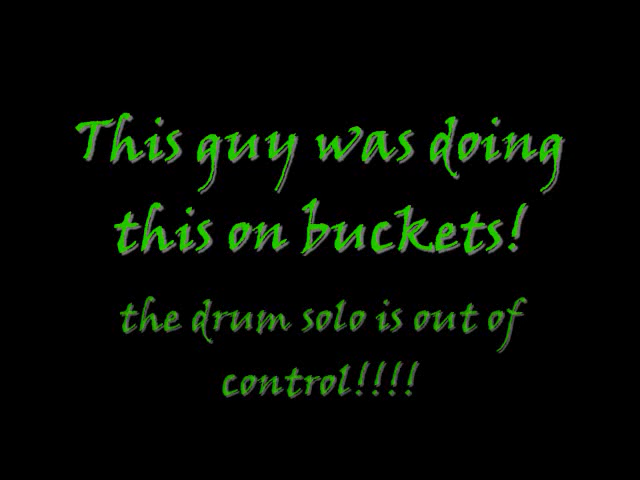 This guy was doing
this on buckets!
the drum solo is out of
control!!!!